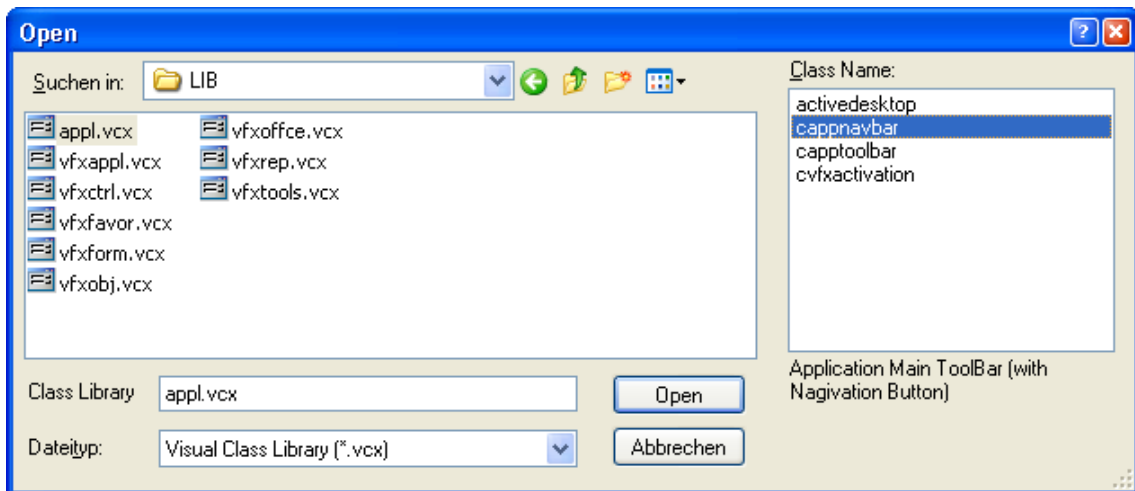 Open
Suchen in:
LIB
appl.vcx
vfxappl.vcx
vfxctrl.vcx
vfxfavor.vcx
vfxform.vcx
vfxobj.vcx
vfxoffce.vcx
vfxrep.vcx
vfxtools.vcx
Class Library
appl.vcx
Open
Dateityp:
Visual Class Library (*.vcx)
Abbrechen
Class Name:
activedesktop
cappnavbar
capptoolbar
cvfxactivation
Application Main ToolBar (with
Nagivation Button)